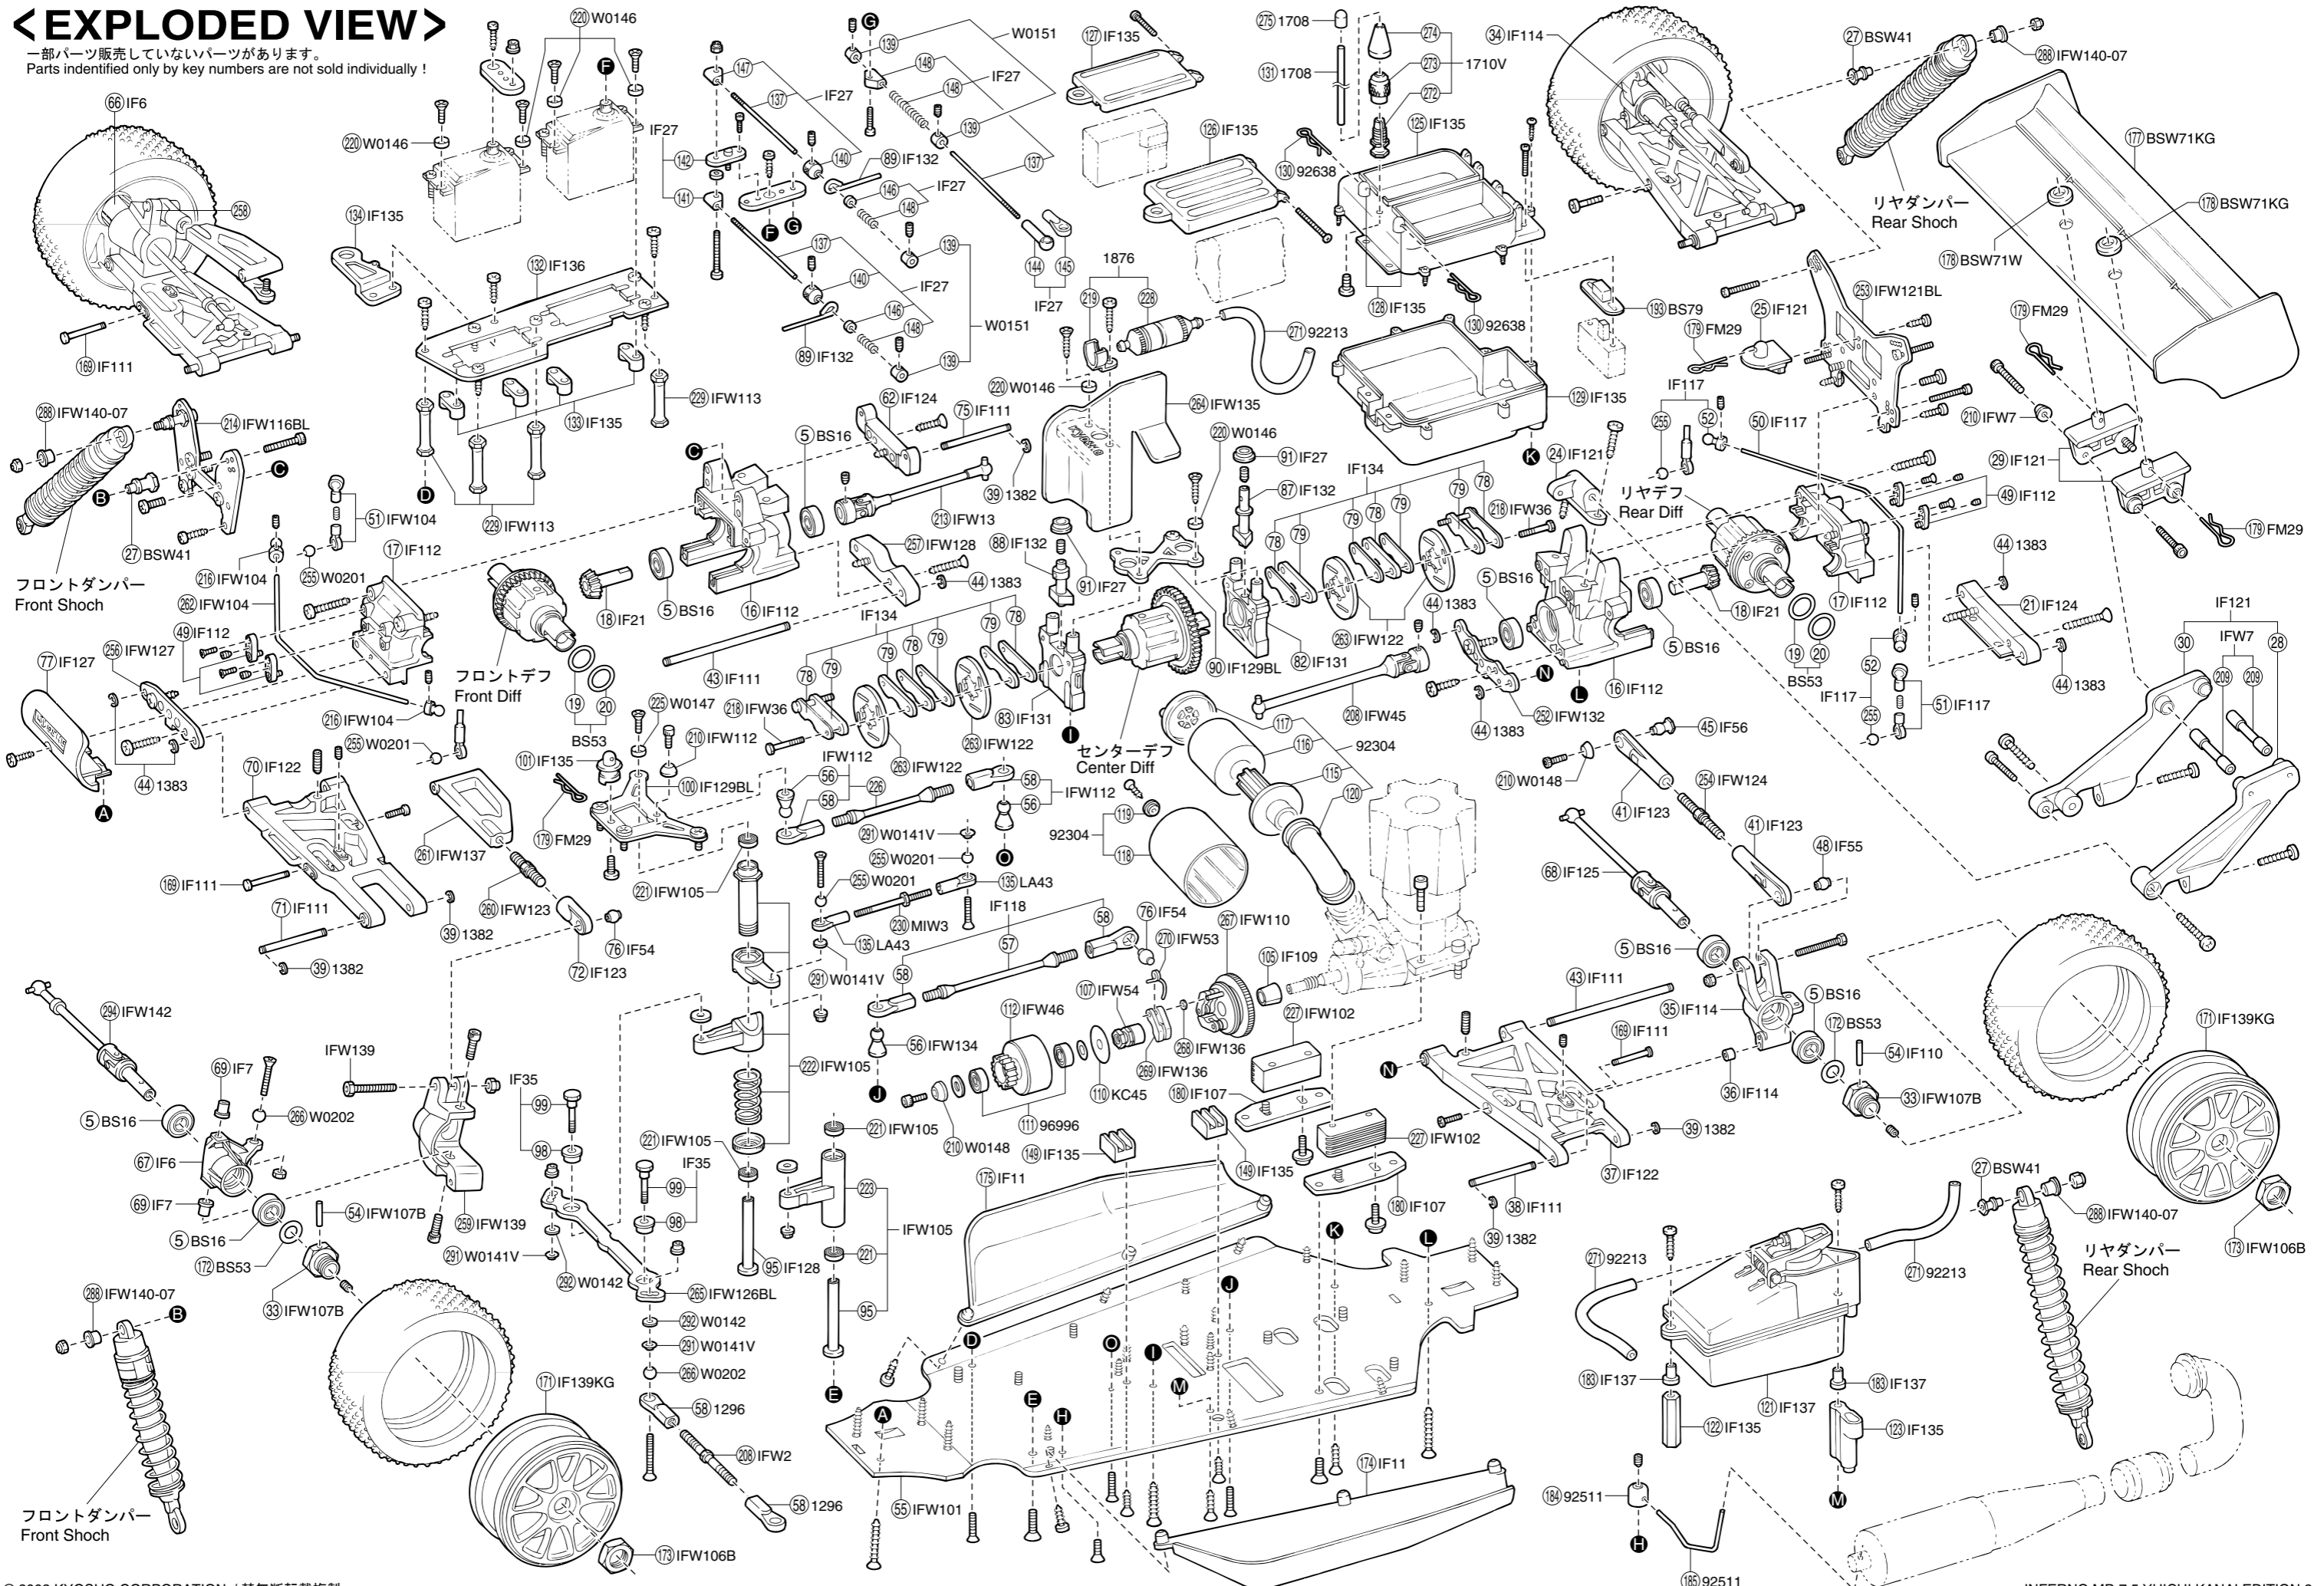 <EXPLODED VIEW>
一部パーツ販売していないパーツがあります。
Parts indentified only by key numbers are not sold individually !
66 IF6
258
169 IF111
134 IF135
220 W0146
220 W0146
F
132 IF136
133 IF135
229 IFW113
229 IFW113
D
IF27
142
141
147
137
IF27
140
89 IF132
146
148
IF27
F
G
137
140
IF27
146
148
89 IF132
139
W0151
139
G
139
W0151
148
148
IF27
139
137
144
145
IF27
127 IF135
126 IF135
275 1708
131 1708
274
273
272
1710V
130 92638
125 IF135
128 IF135
130 92638
193 BS79
129 IF135
K
1876
219
228
271 92213
220 W0146
264 IFW135
KYOSHO
220 W0146
34 IF114
27 BSW41
288 IFW140-07
リヤダンパー
Rear Shoch
177 BSW71KG
178 BSW71KG
178 BSW71W
253 IFW121BL
25 IF121
179 FM29
179 FM29
210 IFW7
29 IF121
179 FM29
IF117
255
52
50 IF117
49 IF112
24 IF121
リヤデフ
Rear Diff
17 IF112
44 1383
21 IF124
44 1383
18 IF21
19
20
BS53
52
IF117
255
51 IF117
IF121
IFW7
30
28
209
209
288 IFW140-07
214 IFW116BL
C
B
27 BSW41
フロントダンパー
Front Shoch
51 IFW104
216 IFW104
255 W0201
262 IFW104
17 IF112
49 IF112
256 IFW127
77 IF127
A
44 1383
216 IFW104
255 W0201
フロントデフ
Front Diff
18 IF21
19
20
BS53
5 BS16
16 IF112
C
5 BS16
62 IF124
75 IF111
39 1382
213 IFW13
257 IFW128
44 1383
43 IF111
91 IF27
87 IF132
88 IF132
91 IF27
IF134
78
79
79
78
79
79
78
218 IFW36
263 IFW122
82 IF131
90 IF129BL
IF134
78
79
79
78
79
79
78
218 IFW36
263 IFW122
263 IFW122
83 IF131
I
センターデフ
Center Diff
44 1383
5 BS16
N
L
16 IF112
5 BS16
208 IFW45
44 1383
252 IFW132
70 IF122
169 IF111
71 IF111
39 1382
39 1382
261 IFW137
260 IFW123
72 IF123
76 IF54
101 IF135
179 FM29
225 W0147
210 IFW112
100 IF129BL
IFW112
56
58
226
58
IFW112
56
O
291 W0141V
255 W0201
255 W0201
135 LA43
230 MIW3
135 LA43
291 W0141V
221 IFW105
222 IFW105
221 IFW105
IF118
58
57
58
76 IF54
56 IFW134
J
117
116
115
120
92304
119
92304
118
45 IF56
210 W0148
41 IF123
254 IFW124
41 IF123
48 IF55
68 IF125
5 BS16
35 IF114
5 BS16
172 BS53
54 IF110
33 IFW107B
36 IF114
171 IF139KG
173 IFW106B
270 IFW53
267 IFW110
107 IFW54
105 IF109
268 IFW136
269 IFW136
112 IFW46
110 KC45
111 96996
210 W0148
227 IFW102
180 IF107
149 IF135
149 IF135
227 IFW102
180 IF107
43 IF111
169 IF111
N
39 1382
37 IF122
38 IF111
39 1382
294 IFW142
IFW139
5 BS16
69 IF7
266 W0202
67 IF6
69 IF7
5 BS16
172 BS53
54 IFW107B
33 IFW107B
259 IFW139
IF35
99
98
291 W0141V
292 W0142
IF35
99
98
265 IFW126BL
292 W0142
291 W0141V
266 W0202
58 1296
208 IFW2
58 1296
221 IFW105
223
IFW105
221
95 IF128
95
E
175 IF11
D
A
E
H
O
I
M
J
K
L
55 IFW101
174 IF11
288 IFW140-07
B
フロントダンパー
Front Shoch
171 IF139KG
173 IFW106B
271 92213
271 92213
183 IF137
122 IF135
121 IF137
183 IF137
123 IF135
M
27 BSW41
288 IFW140-07
リヤダンパー
Rear Shoch
184 92511
H
185 92511